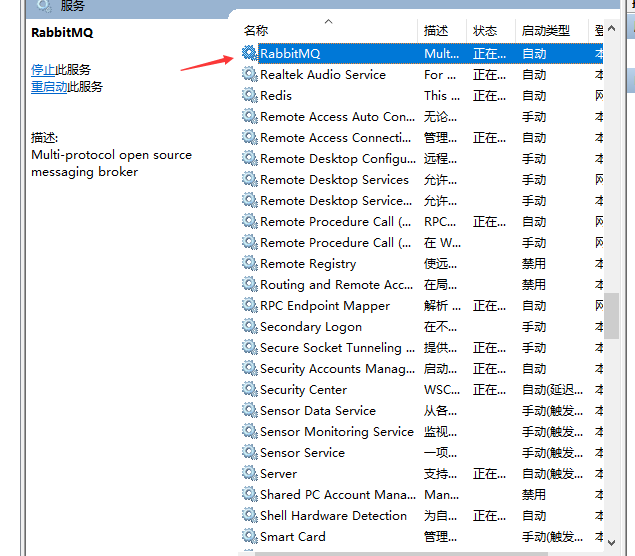 服务
RabbitMQ
停止此服务
重启动此服务
描述:
Multi-protocol open source
messaging broker
名称 描述 状态 启动类型 登
RabbitMQ Mult... 正在... 自动 本
Realtek Audio Service For ... 正在... 自动 本
Redis This ... 正在... 自动 网
Remote Access Auto Con... 无论... 手动 本
Remote Access Connecti... 管理... 正在... 自动 本
Remote Desktop Configu... 远程... 手动 本
Remote Desktop Services 允许... 手动 网
Remote Desktop Service... 允许... 手动 本
Remote Procedure Call (... RPC... 正在... 自动 网
Remote Procedure Call (... 在 W... 手动 网
Remote Registry 使远... 禁用 本
Routing and Remote Acc... 在局... 禁用 本
RPC Endpoint Mapper 解析 ... 正在... 自动 网
Secondary Logon 在不... 手动 本
Secure Socket Tunneling ... 提供... 正在... 手动 本
Security Accounts Manag... 启动... 正在... 自动 本
Security Center WSC... 正在... 自动(延迟... 本
Sensor Data Service 从各... 手动(触发... 本
Sensor Monitoring Service 监视... 手动(触发... 本
Sensor Service 一项... 手动(触发... 本
Server 支持... 正在... 自动(触发... 本
Shared PC Account Mana... Man... 禁用 本
Shell Hardware Detection 为自... 正在... 自动 本
Smart Card 管理... 手动(触发... 本